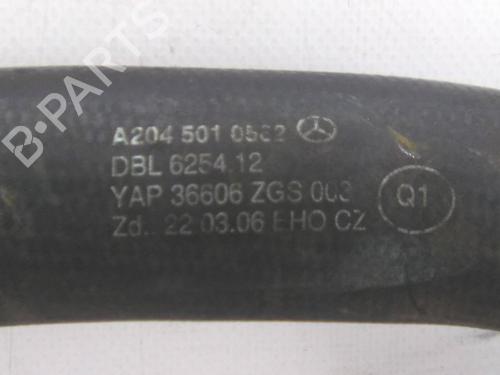 A204 501 0582
DBL 6254.12
YAP 36606 ZGS 003
Q1
Zd.. 22 03.06 EHO CZ
B-PARTS